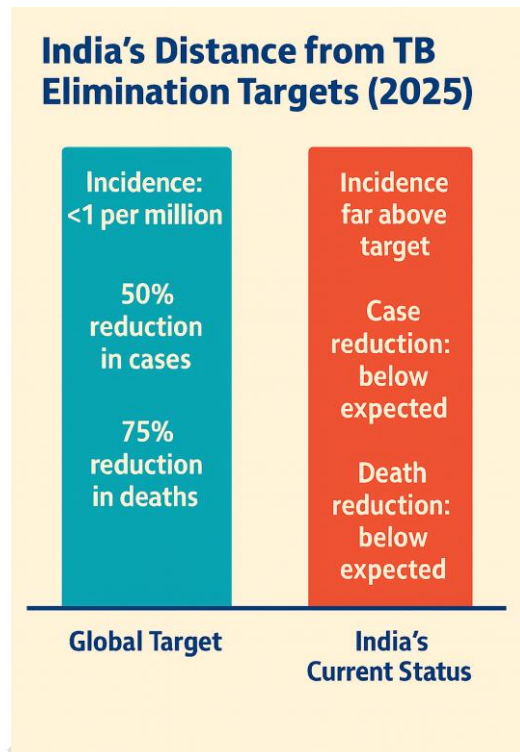 India's Distance from TB
Elimination Targets (2025)
Incidence:
<1 per million
50%
reduction
in cases
75%
reduction
in deaths
Global Target
Incidence
far above
target
Case
reduction:
below
expected
Death
reduction:
below
expected
India's
Current Status